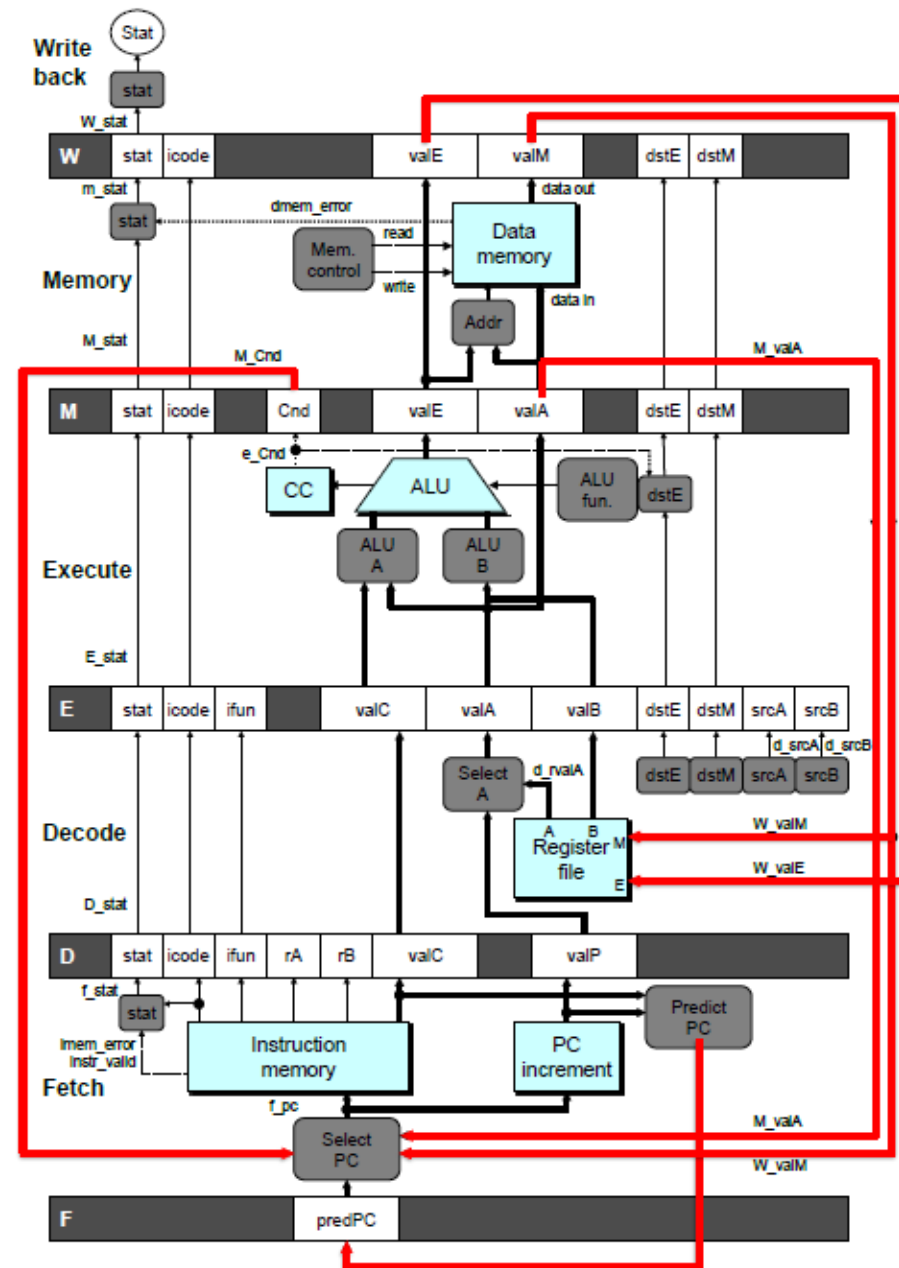 Stat
Write
back
stat
W_stat
W stat icode valE valM dstE dstM
m_stat
data out
dmem_error
stat
read
Data
memory
Mem.
control
write
Memory
data in
Addr
M_stat
M_Cnd
M_valA
M stat icode Cnd valE valA dstE dstM
e_Cnd
CC
ALU
ALU
fun.
dstE
ALU
A
ALU
B
Execute
E_stat
E stat icode ifun valC valA valB dstE dstM srcA srcB
d_srcA d_srcB
Select
A
d_rvalA
dstE dstM srcA srcB
Decode
A B
M
Register
file
E
W_valM
W_valE
D_stat
D stat icode ifun rA rB valC valP
f_stat
stat
Predict
PC
Imem_error
Instr_valid
Instruction
memory
PC
increment
Fetch
f_pc
M_valA
Select
PC
W_valM
F predPC